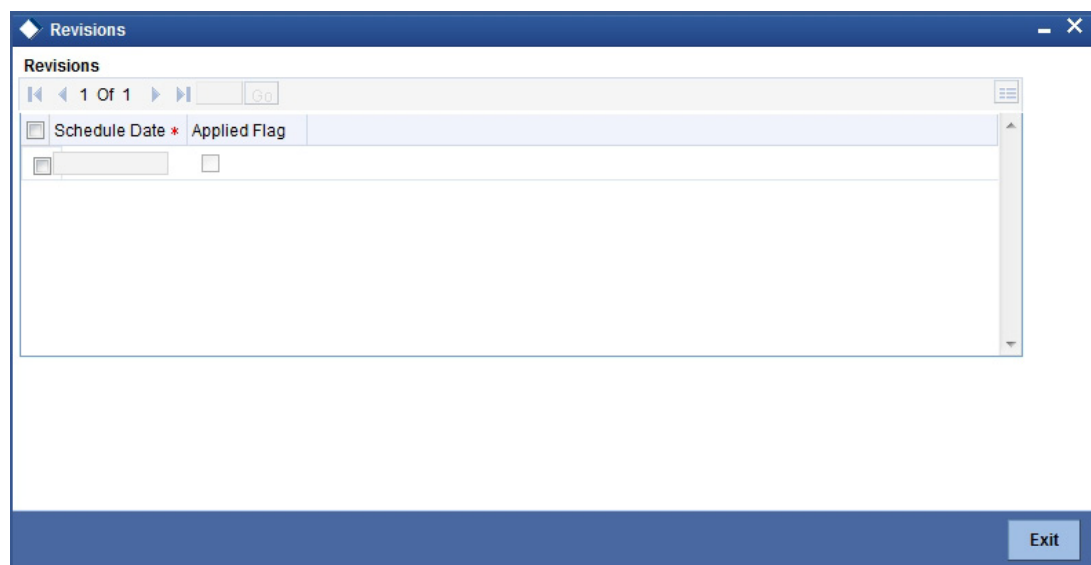 Revisions
Revisions
1 Of 1 Go
Schedule Date * Applied Flag
Exit